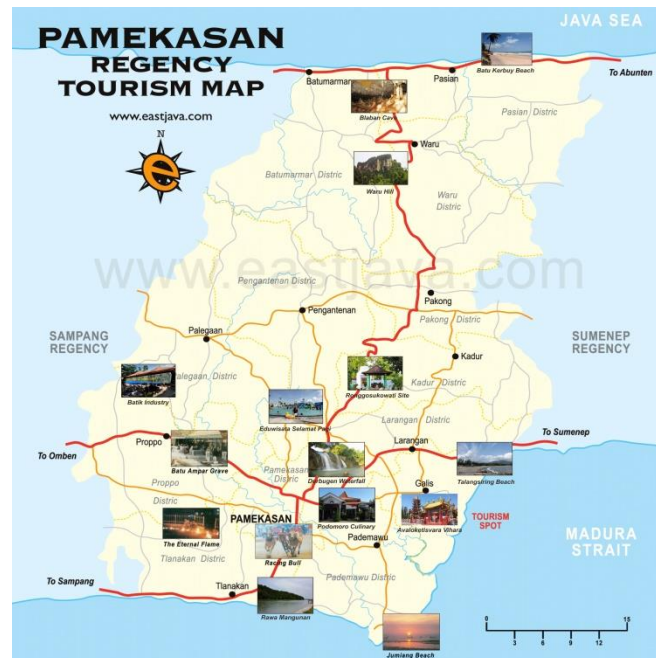 PAMEKASAN
REGENCY
TOURISM MAP
www.eastjava.com
N
e
JAVA SEA
Batu Kerbuy Beach
Batumarmar
Pasian
To Abunten
Blaban Cave
Pasian Distric
Waru
Batumarmar Distric
Waru Hill
Waru
Distric
www.eastjava.com
Pengantenan Distric
Pakong
Pengantenan
Pakong Distric
SAMPANG
REGENCY
Palegaan
SUMENEP
REGENCY
Kadur
Palegaan Distric
Ronggosukowati Site
Kadur Distric
Batik Industry
Larangan Distric
Eduwisata Selamat Pagi
To Sumenep
Proppo
Larangan
To Omben
Batu Ampar Grave
Pamekasan
Distric
Durbugen Waterfall
Talangsiring Beach
Proppo
Distric
Galis
PAMEKASAN
Podomoro Culinary
Avalokitisvara Vihara
TOURISM
SPOT
MADURA
STRAIT
The Eternal Flame
Racing Bull
Pademawu
Tlanakan Distric
To Sampang
Tlanakan
Pademawu Distric
Rawa Mangunan
Jumiang Beach
0 15
3 6 9 12